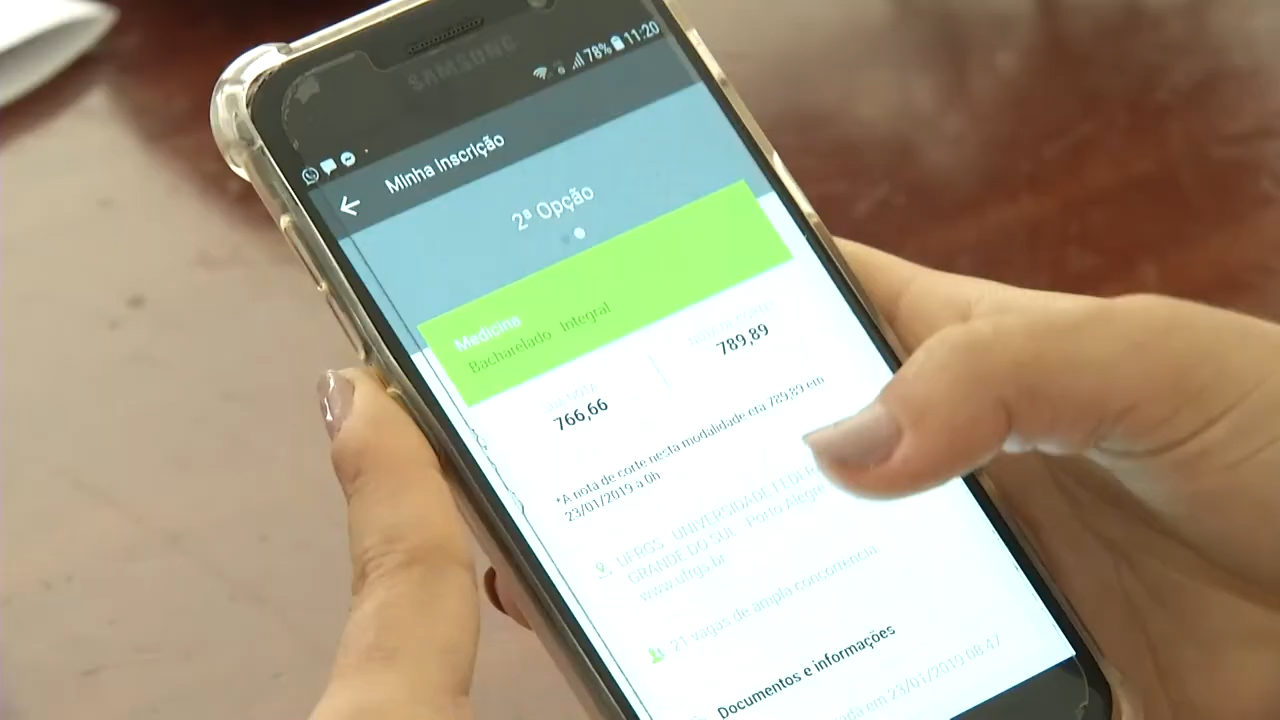 SAMSUNG
78% 11:20
Minha inscrição
2ª Opção
Medicina
Bacharelado Integral
766,66
789,89
*A nota de corte nesta modalidade era 789,89 em
23/01/2019 a 0h
UFRGS UNIVERSIDADE
GRANDE DO SUL Porto Alegre
www.ufrgs.br
21 vagas de ampla concorrência
Documentos e informações
em 23/01/2019 08:47